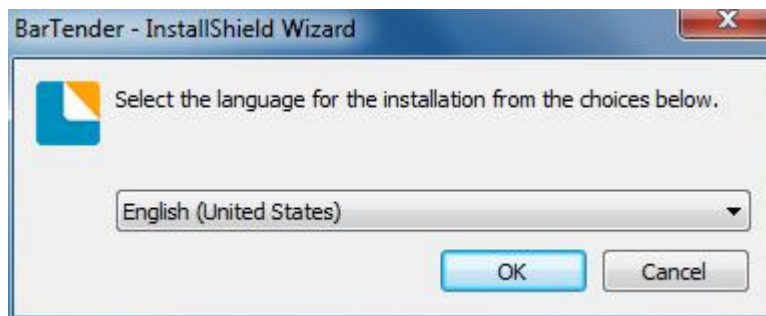 BarTender - InstallShield Wizard
Select the language for the installation from the choices below.
English (United States)
OK
Cancel